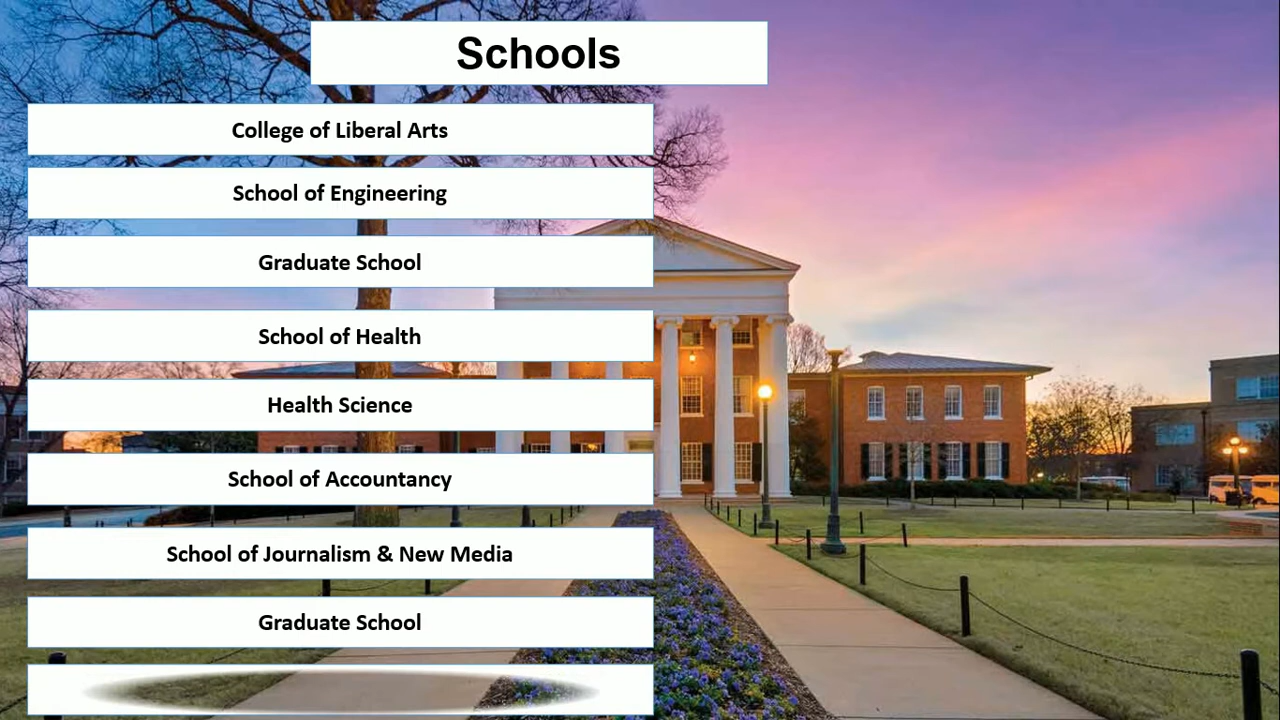 Schools
College of Liberal Arts
School of Engineering
Graduate School
School of Health
Health Science
School of Accountancy
School of Journalism & New Media
Graduate School